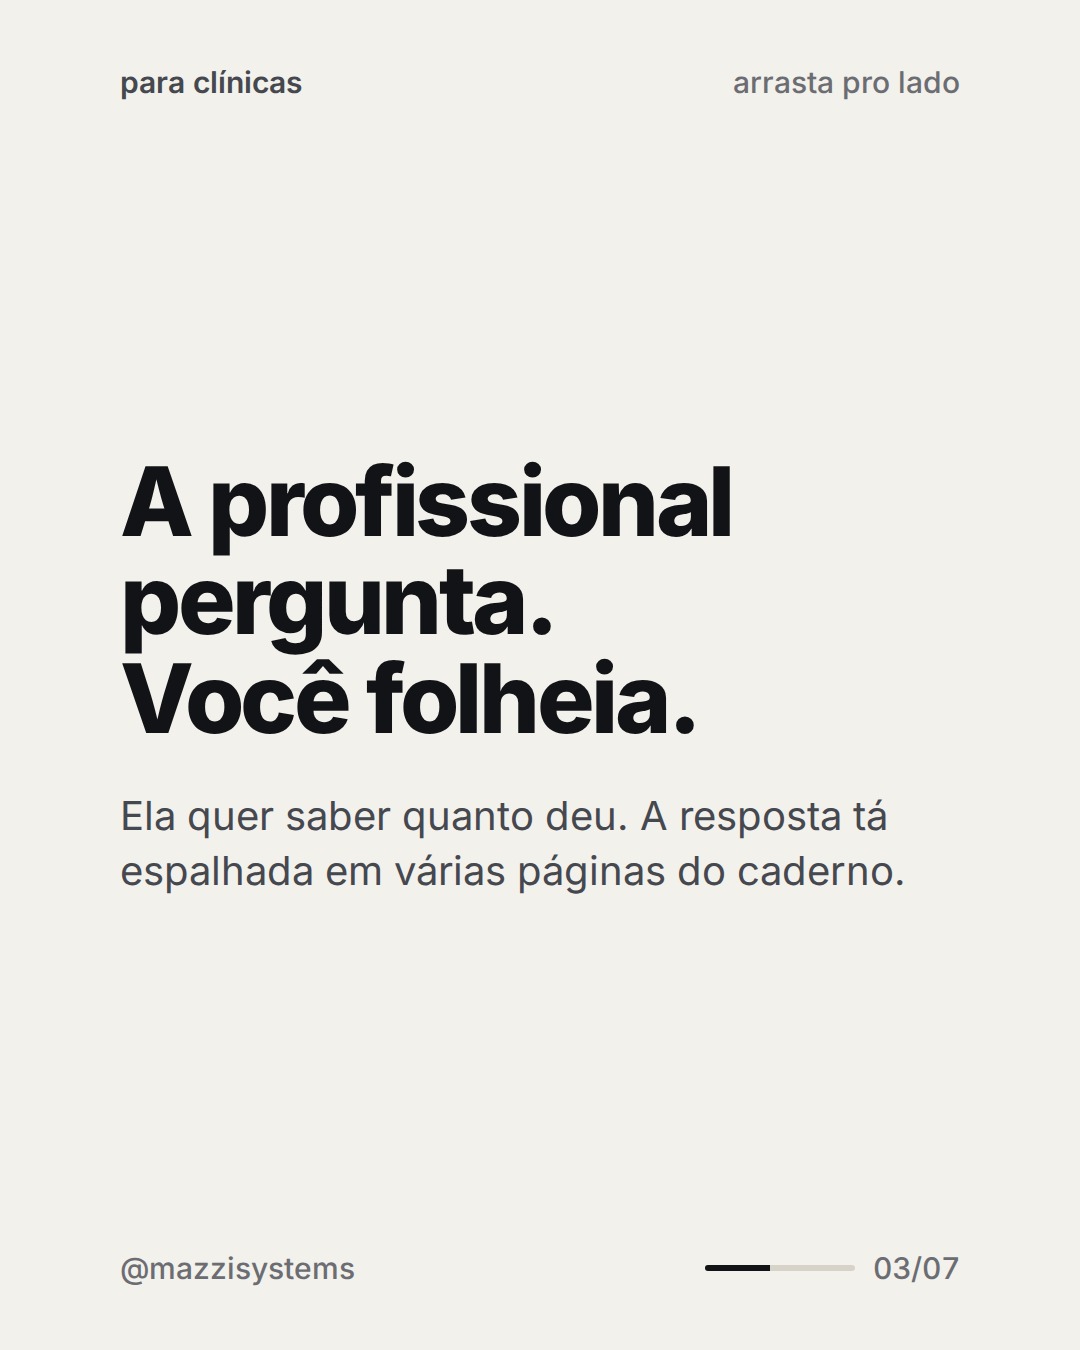 para clínicas
arrasta pro lado
A profissional
pergunta.
Você folheia.
Ela quer saber quanto deu. A resposta tá
espalhada em várias páginas do caderno.
@mazzisystems
03/07